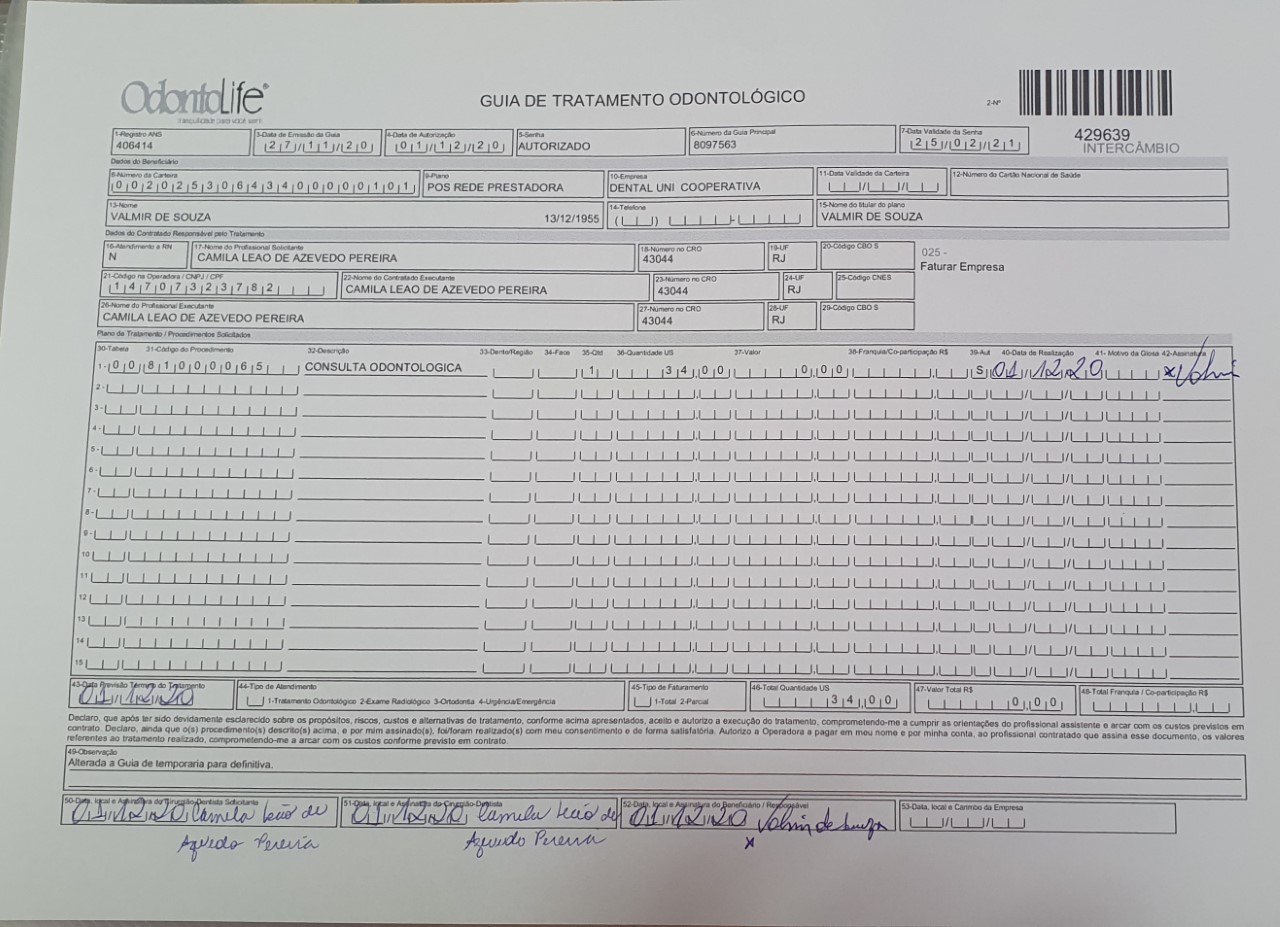 OdontoLife®
GUIA DE TRATAMENTO ODONTOLÓGICO
2-Nº
429639
INTERCÂMBIO
1-Registro ANS 3-Data de Emissão da Guia 4-Data de Autorização 5-Senha 6-Número da Guia Principal 7-Data Validade da Senha
406414 27/11/20 01/12/20 AUTORIZADO 8097563 25/02/21
Dados do Beneficiário
8-Número da Carteira 9-Plano 10-Empresa 11-Data Validade da Carteira 12-Número do Cartão Nacional de Saúde
00202530643400000101 POS REDE PRESTADORA DENTAL UNI COOPERATIVA
13-Nome 14-Telefone 15-Nome do titular do plano
VALMIR DE SOUZA 13/12/1955 VALMIR DE SOUZA
Dados do Contratado Responsável pelo Tratamento
16-Atendimento a RN 17-Nome do Profissional Solicitante 18-Número no CRO 19-UF 20-Código CBO S
N CAMILA LEAO DE AZEVEDO PEREIRA 43044 RJ
025 -
Faturar Empresa
21-Código na Operadora / CNPJ / CPF 22-Nome do Contratado Executante 23-Número no CRO 24-UF 25-Código CNES
14707323782 CAMILA LEAO DE AZEVEDO PEREIRA 43044 RJ
26-Nome do Profissional Executante 27-Número no CRO 28-UF 29-Código CBO S
CAMILA LEAO DE AZEVEDO PEREIRA 43044 RJ
Plano de Tratamento / Procedimentos Solicitados
30-Tabela 31-Código do Procedimento 32-Descrição 33-Dente/Região 34-Face 35-Qtd 36-Quantidade US 37-Valor 38-Franquia/Co-participação R$ 39-Aut 40-Data de Realização 41- Motivo da Glosa 42-Assinatura
1- 00 81000065 CONSULTA ODONTOLOGICA 1 34,00 0,00 S 01/12/20 x Valmi
2-
3-
4-
5-
6-
7-
8-
9-
10
11
12
13
14
15
43-Data Previsão Término do Tratamento 44-Tipo de Atendimento 45-Tipo de Faturamento 46-Total Quantidade US 47-Valor Total R$ 48-Total Franquia / Co-participação R$
01/12/20 1-Tratamento Odontológico 2-Exame Radiológico 3-Ortodontia 4-Urgência/Emergência 1-Total 2-Parcial 34,00 0,00
Declaro, que após ter sido devidamente esclarecido sobre os propósitos, riscos, custos e alternativas de tratamento, conforme acima apresentados, aceito e autorizo a execução do tratamento, comprometendo-me a cumprir as orientações do profissional assistente e arcar com os custos previstos em
contrato. Declaro, ainda que o(s) procedimento(s) descrito(s) acima, e por mim assinado(s), foi/foram realizado(s) com meu consentimento e de forma satisfatória. Autorizo a Operadora a pagar em meu nome e por minha conta, ao profissional contratado que assina esse documento, os valores
referentes ao tratamento realizado, comprometendo-me a arcar com os custos conforme previsto em contrato.
49-Observação
Alterada a Guia de temporaria para definitiva.
50-Data, local e Assinatura do Cirurgião-Dentista Solicitante 51-Data, local e Assinatura do Cirurgião-Dentista 52-Data, local e Assinatura do Beneficiário / Responsável 53-Data, local e Carimbo da Empresa
01/12/20 Camila Leão de 01/12/20 Camila Leão de 01/12/20 Valmir de Souza
Azevedo Pereira Azevedo Pereira x